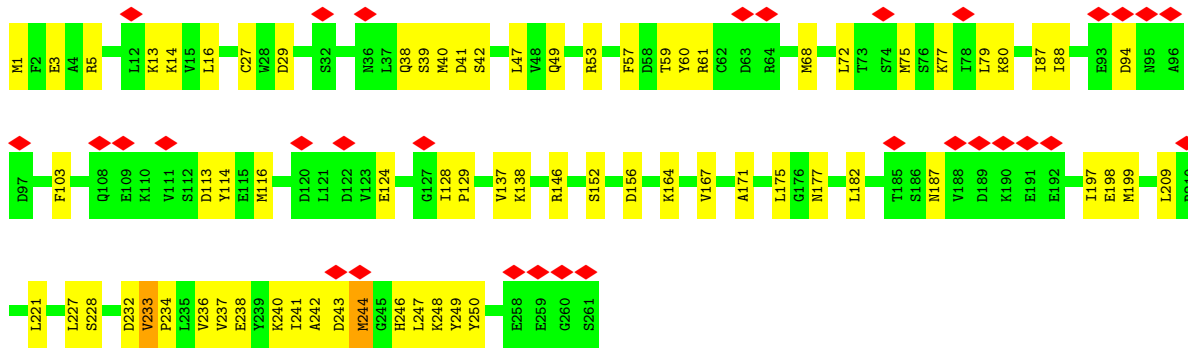 M1 F2 E3 A4 R5 L12 K13 K14 V15 L16 C27 W28 D29 S32 N36 L37 Q38 S39 M40 D41 S42 L47 V48 Q49 R53 F57 D58 T59 Y60 R61 C62 D63 R64 M68 L72 T73 S74 M75 S76 K77 I78 L79 K80 I87 I88 E93 D94 N95 A96
D97 F103 Q108 E109 K110 V111 S112 D113 Y114 E115 M116 D120 L121 D122 V123 E124 G127 I128 P129 V137 K138 R146 S152 D156 K164 V167 A171 L175 G176 N177 L182 T185 S186 N187 V188 D189 K190 E191 E192 I197 E198 M199 L209
L221 L227 S228 D232 V233 P234 L235 V236 V237 E238 Y239 K240 I241 A242 D243 M244 G245 H246 L247 K248 Y249 Y250 E258 E259 G260 S261